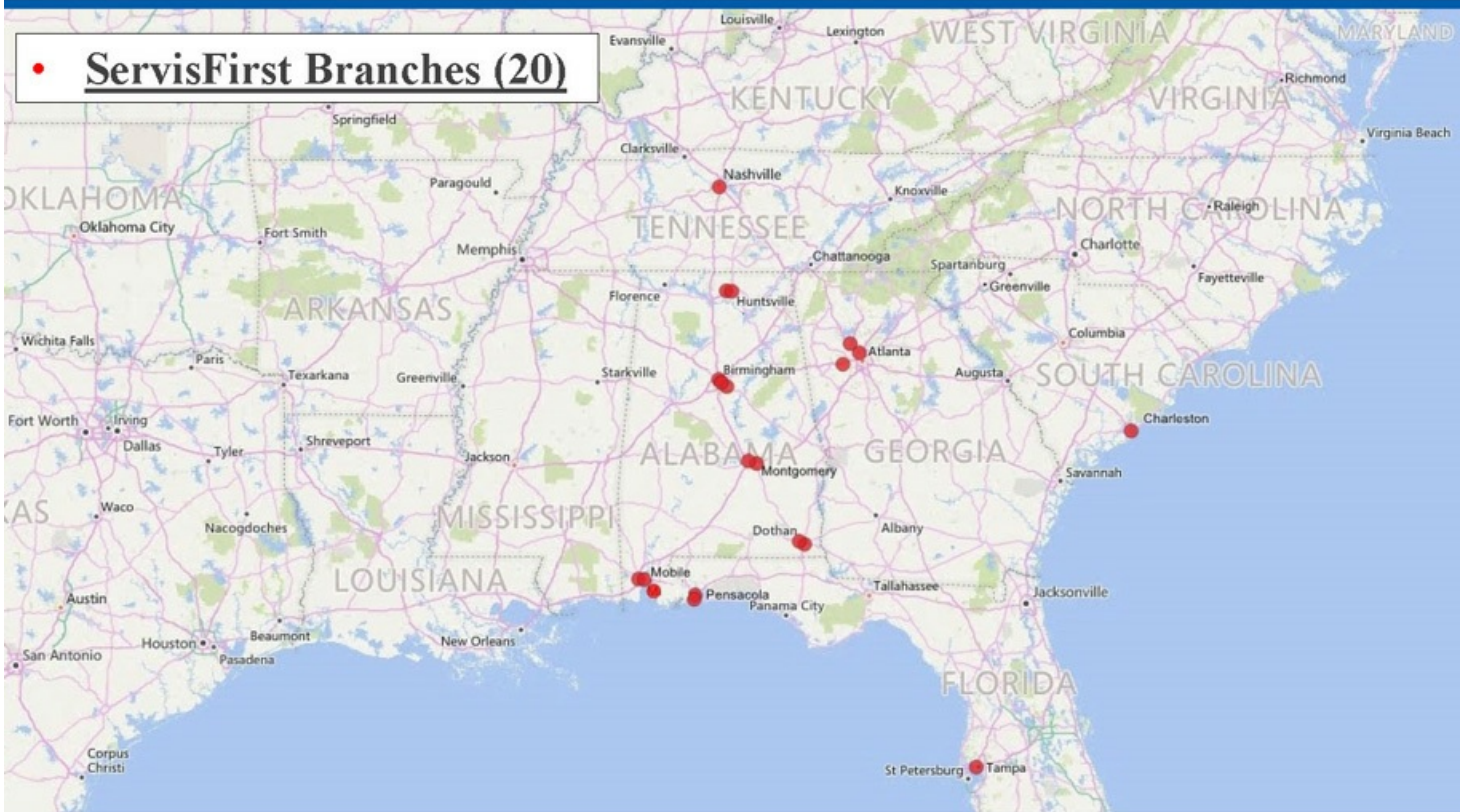 Louisville
WEST VIRGINIA
MARYLAND
Evansville
Lexington
• ServisFirst Branches (20)
Richmond
KENTUCKY
VIRGINIA
Springfield
Virginia Beach
Clarksville
Nashville
Paragould
Knoxville
OKLAHOMA
NORTH CAROLINA
Raleigh
Oklahoma City
Fort Smith
TENNESSEE
Memphis
Charlotte
Chattanooga
Spartanburg
Fayetteville
Greenville
Florence
Huntsville
ARKANSAS
Columbia
Wichita Falls
Atlanta
Paris
Birmingham
Texarkana
Greenville
Starkville
Augusta
SOUTH CAROLINA
Fort Worth
Irving
Charleston
Dallas
Shreveport
Tyler
Jackson
ALABAMA
GEORGIA
Montgomery
Savannah
AS
Waco
MISSISSIPPI
Nacogdoches
Dothan
Albany
Mobile
LOUISIANA
Tallahassee
Austin
Pensacola
Jacksonville
Panama City
Beaumont
Houston
New Orleans
San Antonio
Pasadena
FLORIDA
Corpus
Christi
St Petersburg
Tampa